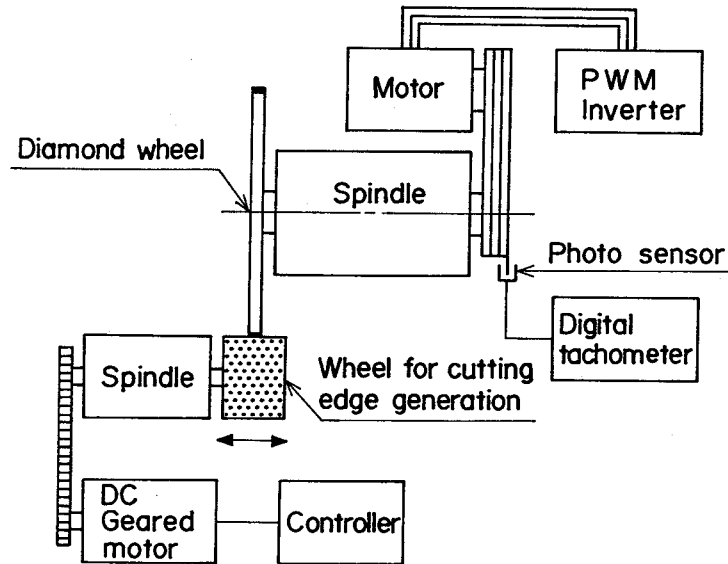 Motor
PWM
Inverter
Diamond wheel
Spindle
Photo sensor
Digital
tachometer
Spindle
Wheel for cutting
edge generation
DC
Geared
motor
Controller